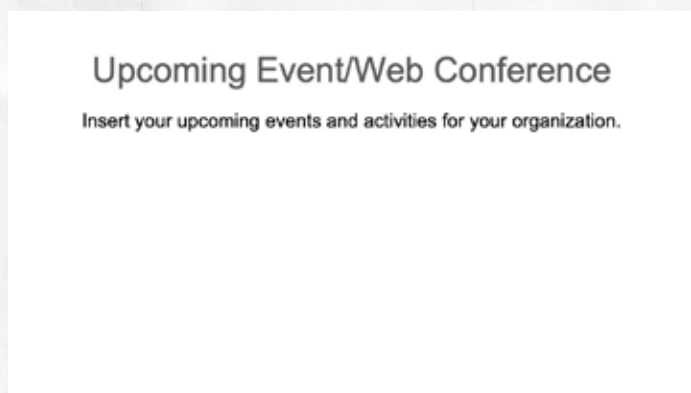 Upcoming Event/Web Conference
Insert your upcoming events and activities for your organization.